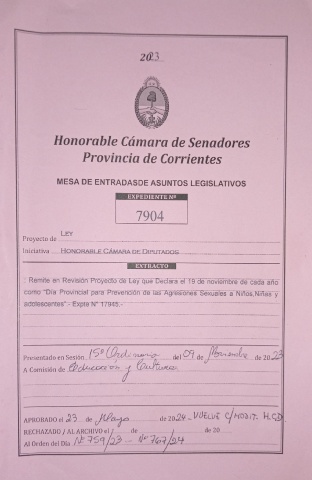 2023
Honorable Cámara de Senadores
Provincia de Corrientes
MESA DE ENTRADASDE ASUNTOS LEGISLATIVOS
EXPEDIENTE Nº
7904
Proyecto de LEY
Iniciativa HONORABLE CÁMARA DE DIPUTADOS
EXTRACTO
: Remite en Revisión Proyecto de Ley que Declara el 19 de noviembre de cada año
como "Día Provincial para Prevención de las Agresiones Sexuales a Niños, Niñas y
adolescentes".- Expte N° 17945.-
Presentado en Sesión 15º Ordinaria del 09 de Noviembre de 2023
A Comisión de Educación y Cultura
APROBADO el 23 de Mayo de 2024 - VUELVE C/MODIT. H.C.D
RECHAZADO / AL ARCHIVO el / de de 20
Al Orden del Día Nº 759/23 - Nº 767/24